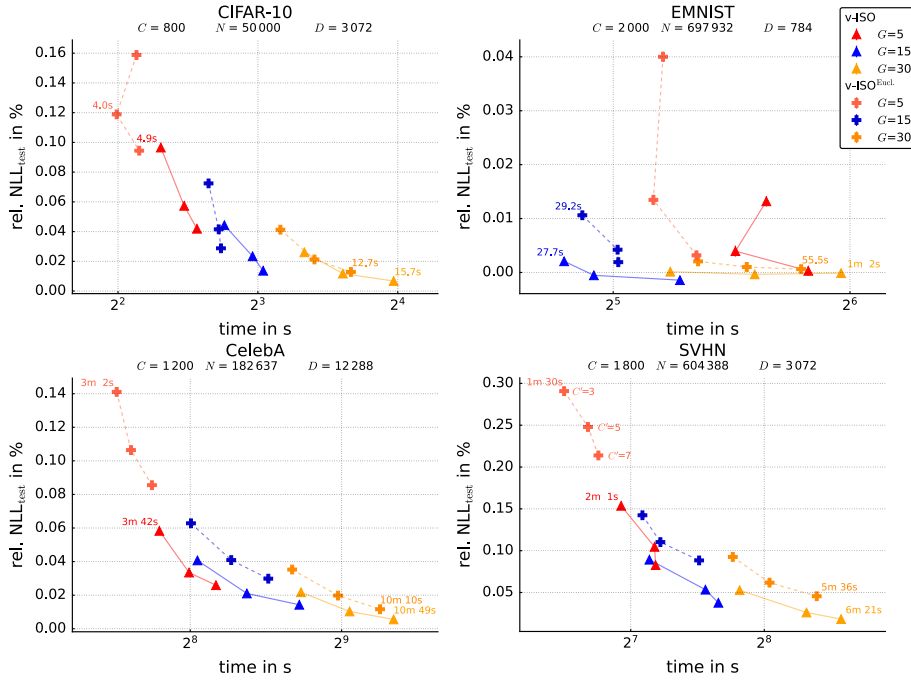 CIFAR-10
C = 800 N = 50 000 D = 3 072
rel. NLL_test in %
0.16
0.14
0.12
0.10
0.08
0.06
0.04
0.02
0.00
4.0s
4.9s
12.7s
15.7s
2^2
2^3
2^4
time in s
EMNIST
C = 2 000 N = 697 932 D = 784
rel. NLL_test in %
0.04
0.03
0.02
0.01
0.00
29.2s
27.7s
55.5s
1m 2s
2^5
2^6
time in s
v-ISO
G=5
G=15
G=30
v-ISO^Eucl.
G=5
G=15
G=30
CelebA
C = 1 200 N = 182 637 D = 12 288
rel. NLL_test in %
0.14
0.12
0.10
0.08
0.06
0.04
0.02
0.00
3m 2s
3m 42s
10m 10s
10m 49s
2^8
2^9
time in s
SVHN
C = 1 800 N = 604 388 D = 3 072
rel. NLL_test in %
0.30
0.25
0.20
0.15
0.10
0.05
1m 30s
C'=3
C'=5
C'=7
2m 1s
5m 36s
6m 21s
2^7
2^8
time in s